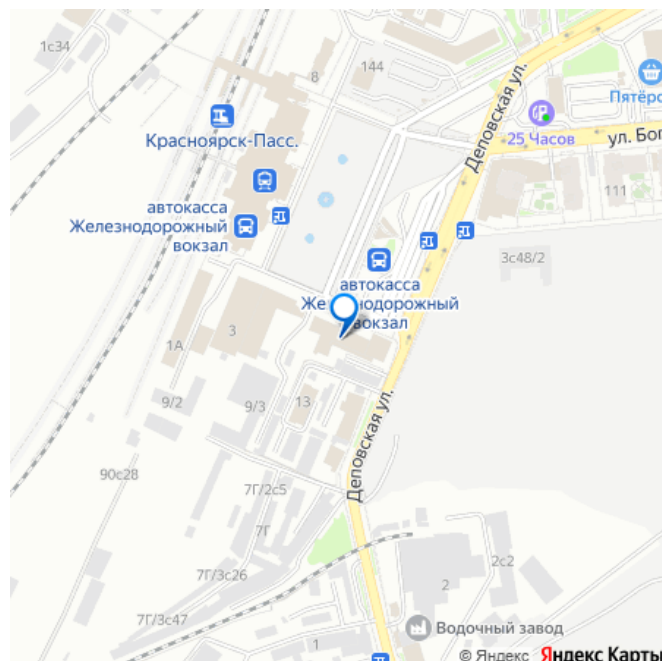 1с34
144
8
Деповская ул.
Пятёро
25 Часов
ул. Бог
Красноярск-Пасс.
111
автокасса
Железнодорожный
вокзал
3с48/2
автокасса
Железнодорожный
вокзал
3
1А
9/2
9/3
13
Деповская ул.
90с28
7Г/2с5
7Г
7Г/3с26
2с2
2
7Г/3с47
1
Водочный завод
© Яндекс Яндекс Карты